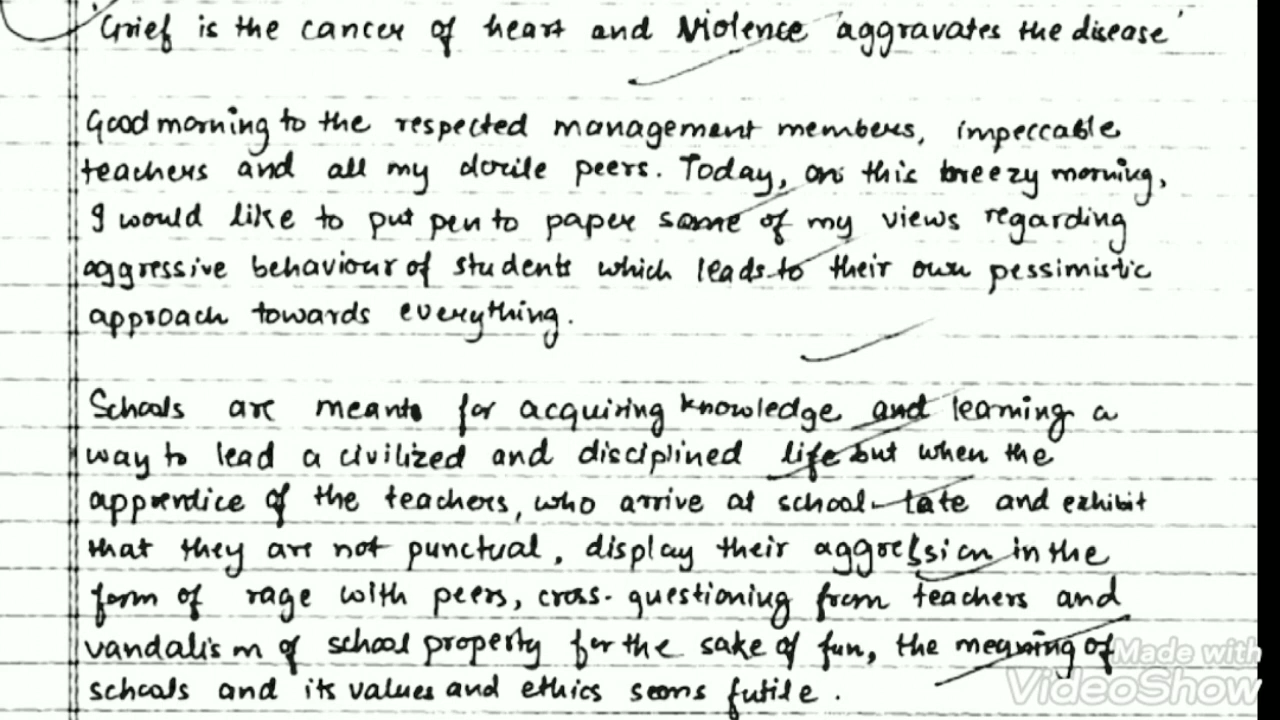 'Grief is the cancer of heart and Violence aggravates the disease'
Good morning to the respected management members, impeccable
teachers and all my docile peers. Today, on this breezy morning,
I would like to put pen to paper some of my views regarding
aggressive behaviour of students which leads to their own pessimistic
approach towards everything.
Schools are meant for acquiring knowledge and learning a
way to lead a civilized and disciplined life but when the
apprendice of the teachers, who arrive at school late and exhibit
that they are not punctual, display their aggression in the
form of rage with peers, cross-questioning from teachers and
vandalism of school property for the sake of fun, the meaning of
schools and its values and ethics seems futile.
Made with
VideoShow